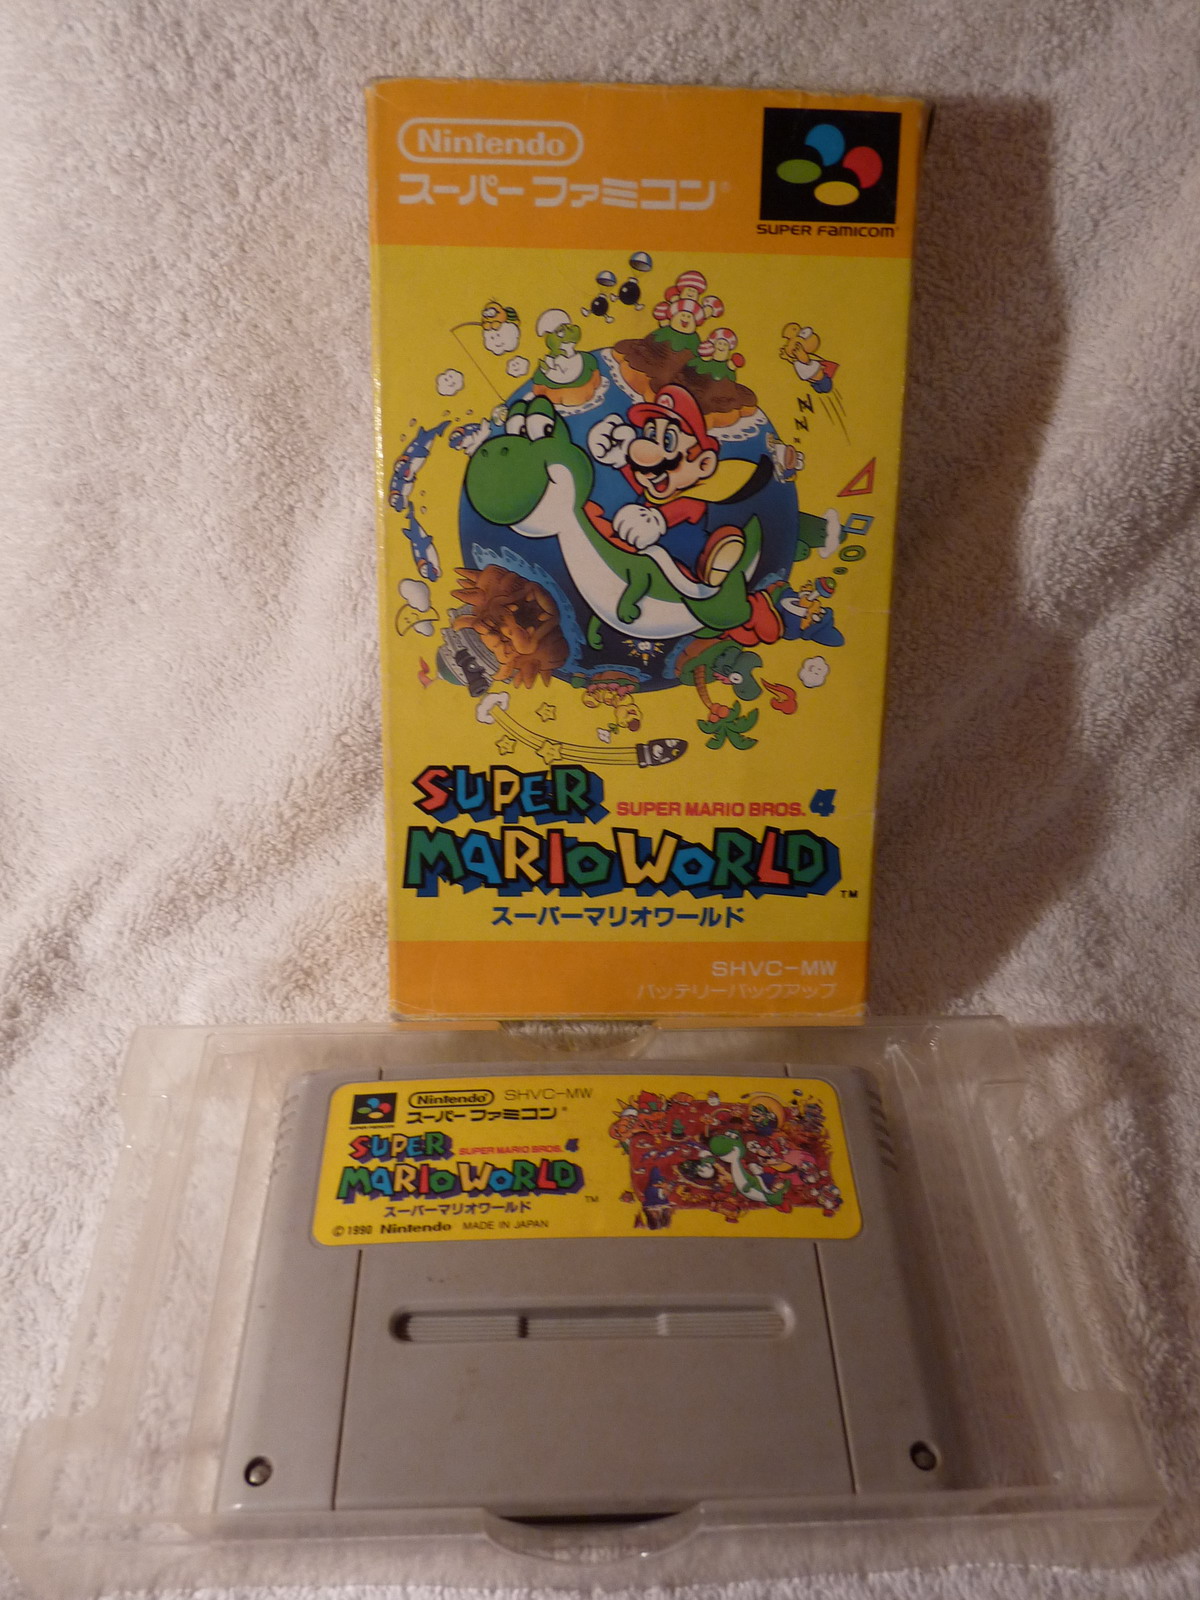 Nintendo
スーパーファミコン®
SUPER FAMICOM®
Z
Z
Z
M
SUPER
SUPER MARIO BROS. 4
MARIO WORLD™
スーパーマリオワールド
SHVC-MW
バッテリーバックアップ
Nintendo SHVC-MW
スーパーファミコン®
SUPER FAMICOM
SUPER
SUPER MARIO BROS. 4
MARIO WORLD™
スーパーマリオワールド
©1990 Nintendo MADE IN JAPAN